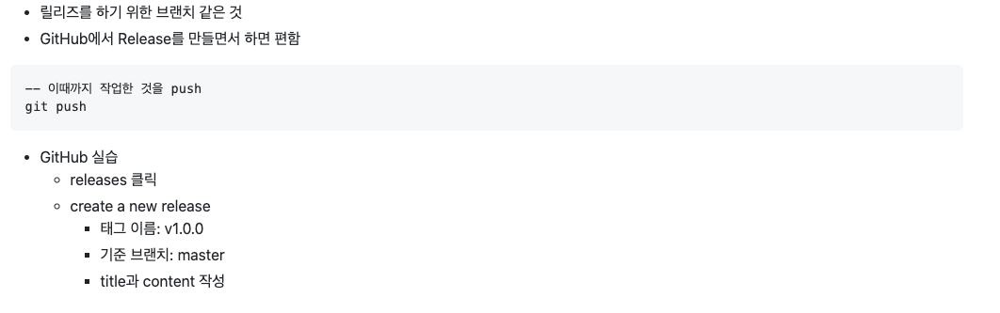 릴리즈를 하기 위한 브랜치 같은 것
GitHub에서 Release를 만들면서 하면 편함
-- 이때까지 작업한 것을 push
git push
GitHub 실습
releases 클릭
create a new release
태그 이름: v1.0.0
기준 브랜치: master
title과 content 작성